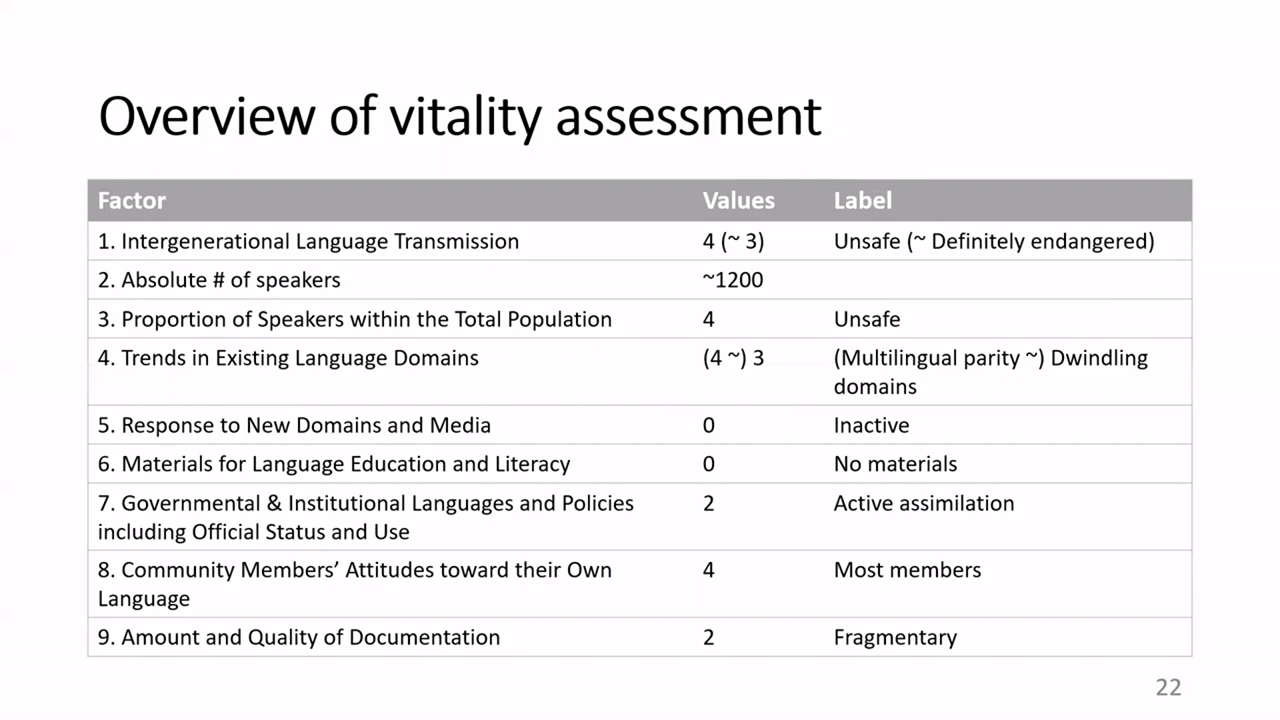 Overview of vitality assessment
Factor Values Label
1. Intergenerational Language Transmission 4 (~ 3) Unsafe (~ Definitely endangered)
2. Absolute # of speakers ~1200
3. Proportion of Speakers within the Total Population 4 Unsafe
4. Trends in Existing Language Domains (4 ~) 3 (Multilingual parity ~) Dwindling
domains
5. Response to New Domains and Media 0 Inactive
6. Materials for Language Education and Literacy 0 No materials
7. Governmental & Institutional Languages and Policies 2 Active assimilation
including Official Status and Use
8. Community Members’ Attitudes toward their Own 4 Most members
Language
9. Amount and Quality of Documentation 2 Fragmentary
22